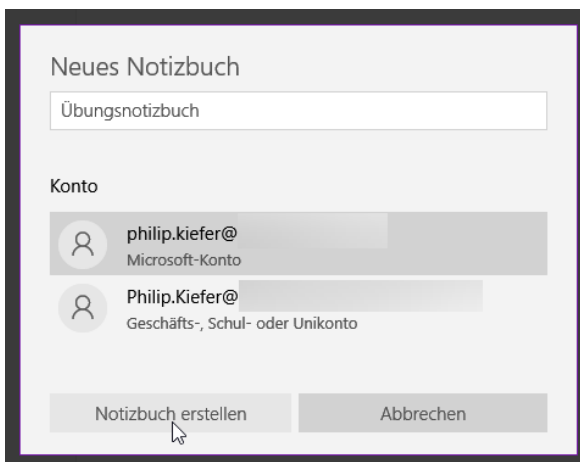 Neues Notizbuch
Übungsnotizbuch
Konto
philip.kiefer@
Microsoft-Konto
Philip.Kiefer@
Geschäfts-, Schul- oder Unikonto
Notizbuch erstellen Abbrechen